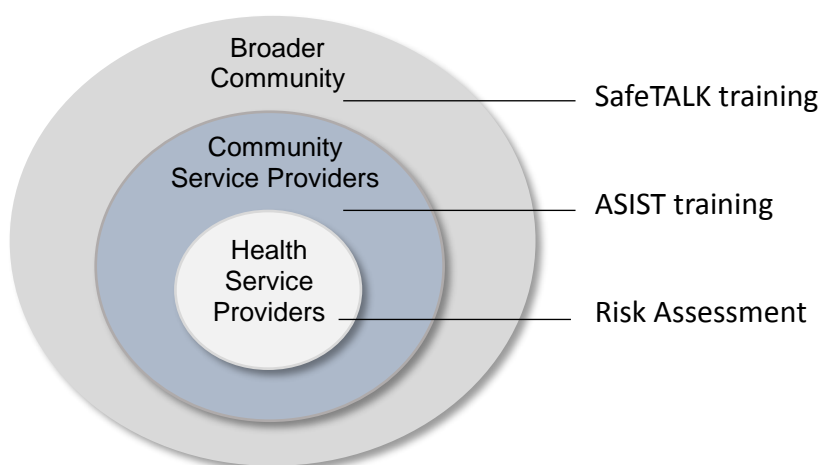 Broader
Community
SafeTALK training
Community
Service Providers
ASIST training
Health
Service
Providers
Risk Assessment